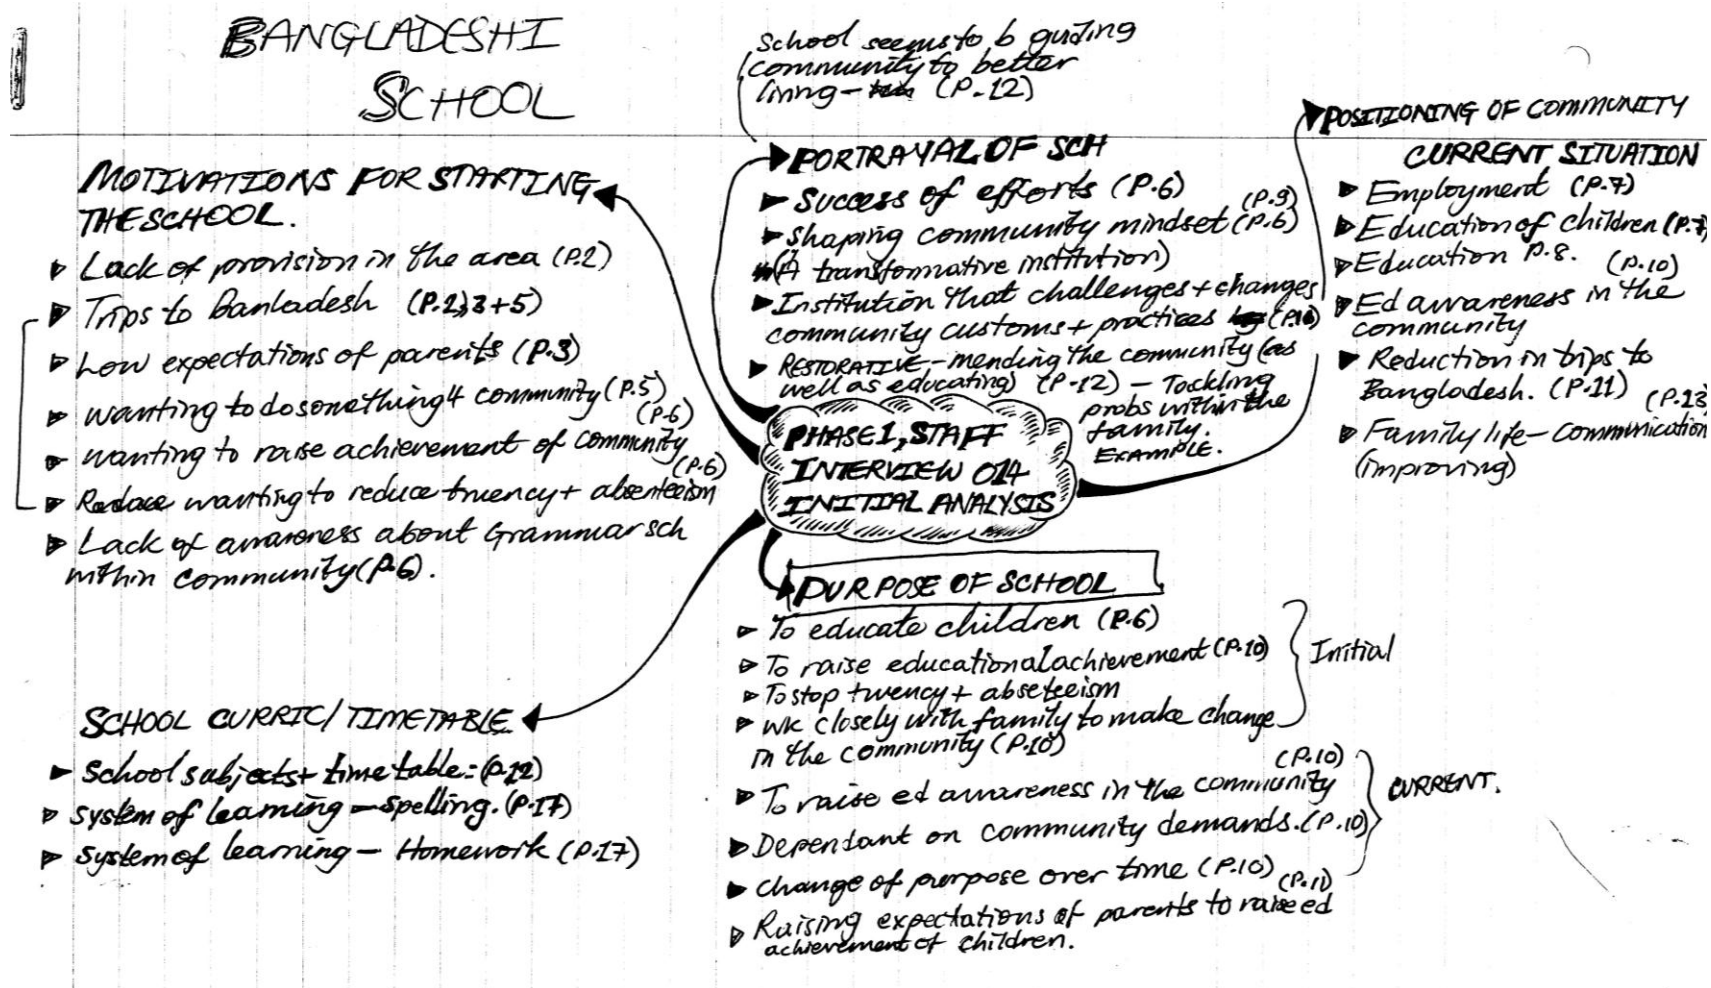 BANGLADESHI
SCHOOL
School seems to b guiding
community to better
living - (P.12)
MOTIVATIONS FOR STARTING
THE SCHOOL.
Lack of provision in the area (P.2)
Trips to Banladesh (P.2,3+5)
Low expectations of parents (P.3)
wanting to do something 4 community (P.5)
(P.6)
wanting to raise achievement of community
(P.6)
Reduce wanting to reduce truency + absenteeism
Lack of awareness about Grammar sch
within community (P.6).
SCHOOL CURRIC/TIMETABLE
School subjects + time table: (P.12)
system of learning - spelling. (P.17)
system of learning - Homework (P.17)
PORTRAYAL OF SCH
Success of efforts (P.6)
(P.9)
Shaping community mindset (P.6)
(A transformative institution)
Institution that challenges + changes
community customs + practices
RESTORATIVE - mending the community (as
well as educating) (P.12) - Tackling
probs within the
family.
EXAMPLE.
PHASE 1, STAFF
INTERVIEW 014
INITIAL ANALYSIS
PURPOSE OF SCHOOL
To educate children (P.6)
To raise educational achievement (P.10)
To stop truency + abseteeism
wk closely with family to make change
in the community (P.10)
Initial
(P.10)
To raise ed awareness in the community
Dependant on community demands. (P.10)
Change of purpose over time (P.10)
(P.11)
Raising expectations of parents to raise ed
achievement of children.
CURRENT.
POSITIONING OF COMMUNITY
CURRENT SITUATION
Employment (P.7)
Education of children (P.7)
Education P.8.
(P.10)
Ed awareness in the
community
Reduction in trips to
Bangladesh. (P.11)
(P.13)
Family life - Communication
(improving)